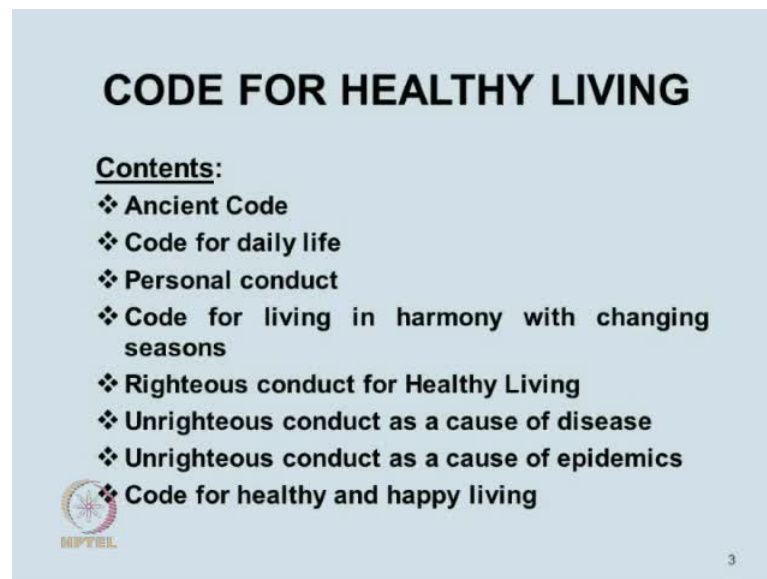 CODE FOR HEALTHY LIVING
Contents:
❖ Ancient Code
❖ Code for daily life
❖ Personal conduct
❖ Code for living in harmony with changing
seasons
❖ Righteous conduct for Healthy Living
❖ Unrighteous conduct as a cause of disease
❖ Unrighteous conduct as a cause of epidemics
❖ Code for healthy and happy living
NPTEL
3